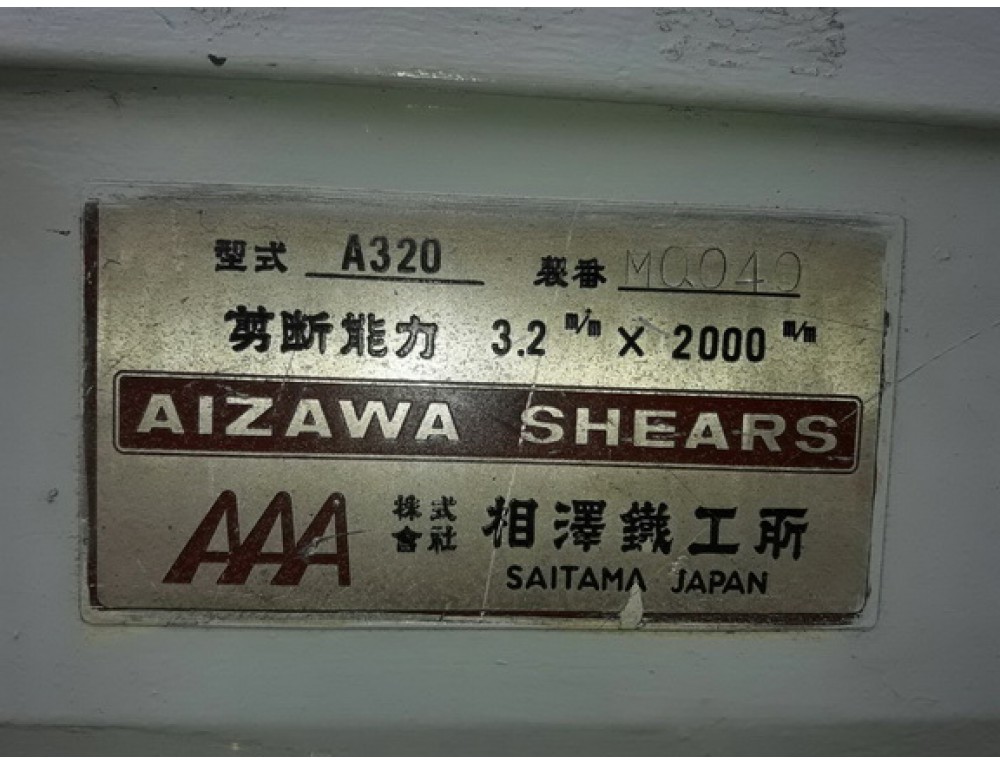 型式 A320 製番 MQ040
剪断能力 3.2 m/m × 2000 m/m
AIZAWA SHEARS
AAA 株式會社 相澤鐵工所
SAITAMA JAPAN